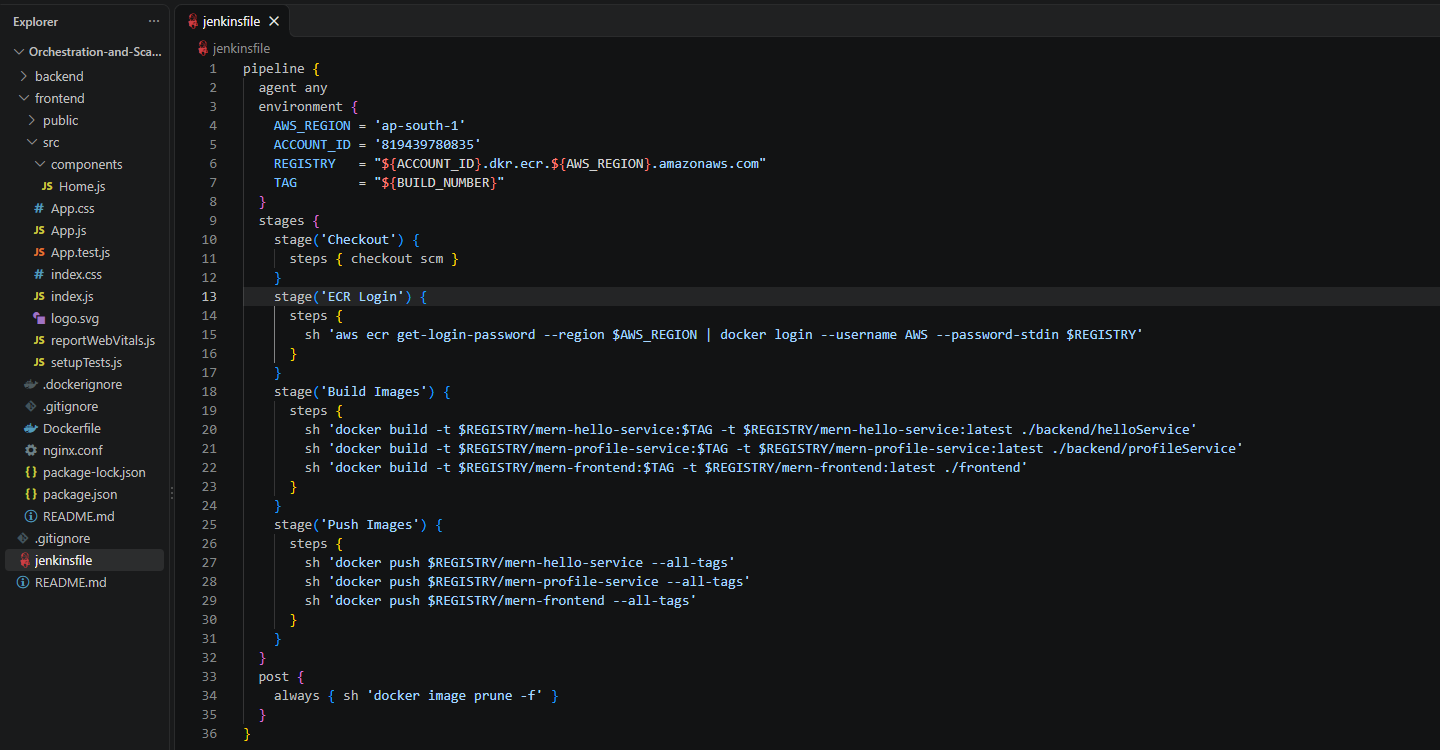 Explorer
···
Orchestration-and-Sca...
backend
frontend
public
src
components
JS Home.js
# App.css
JS App.js
JS App.test.js
# index.css
JS index.js
logo.svg
JS reportWebVitals.js
JS setupTests.js
.dockerignore
.gitignore
Dockerfile
nginx.conf
{} package-lock.json
{} package.json
README.md
.gitignore
jenkinsfile
README.md
jenkinsfile
jenkinsfile
1 pipeline {
2   agent any
3   environment {
4     AWS_REGION = 'ap-south-1'
5     ACCOUNT_ID = '819439780835'
6     REGISTRY   = "${ACCOUNT_ID}.dkr.ecr.${AWS_REGION}.amazonaws.com"
7     TAG        = "${BUILD_NUMBER}"
8   }
9   stages {
10     stage('Checkout') {
11       steps { checkout scm }
12     }
13     stage('ECR Login') {
14       steps {
15         sh 'aws ecr get-login-password --region $AWS_REGION | docker login --username AWS --password-stdin $REGISTRY'
16       }
17     }
18     stage('Build Images') {
19       steps {
20         sh 'docker build -t $REGISTRY/mern-hello-service:$TAG -t $REGISTRY/mern-hello-service:latest ./backend/helloService'
21         sh 'docker build -t $REGISTRY/mern-profile-service:$TAG -t $REGISTRY/mern-profile-service:latest ./backend/profileService'
22         sh 'docker build -t $REGISTRY/mern-frontend:$TAG -t $REGISTRY/mern-frontend:latest ./frontend'
23       }
24     }
25     stage('Push Images') {
26       steps {
27         sh 'docker push $REGISTRY/mern-hello-service --all-tags'
28         sh 'docker push $REGISTRY/mern-profile-service --all-tags'
29         sh 'docker push $REGISTRY/mern-frontend --all-tags'
30       }
31     }
32   }
33   post {
34     always { sh 'docker image prune -f' }
35   }
36 }